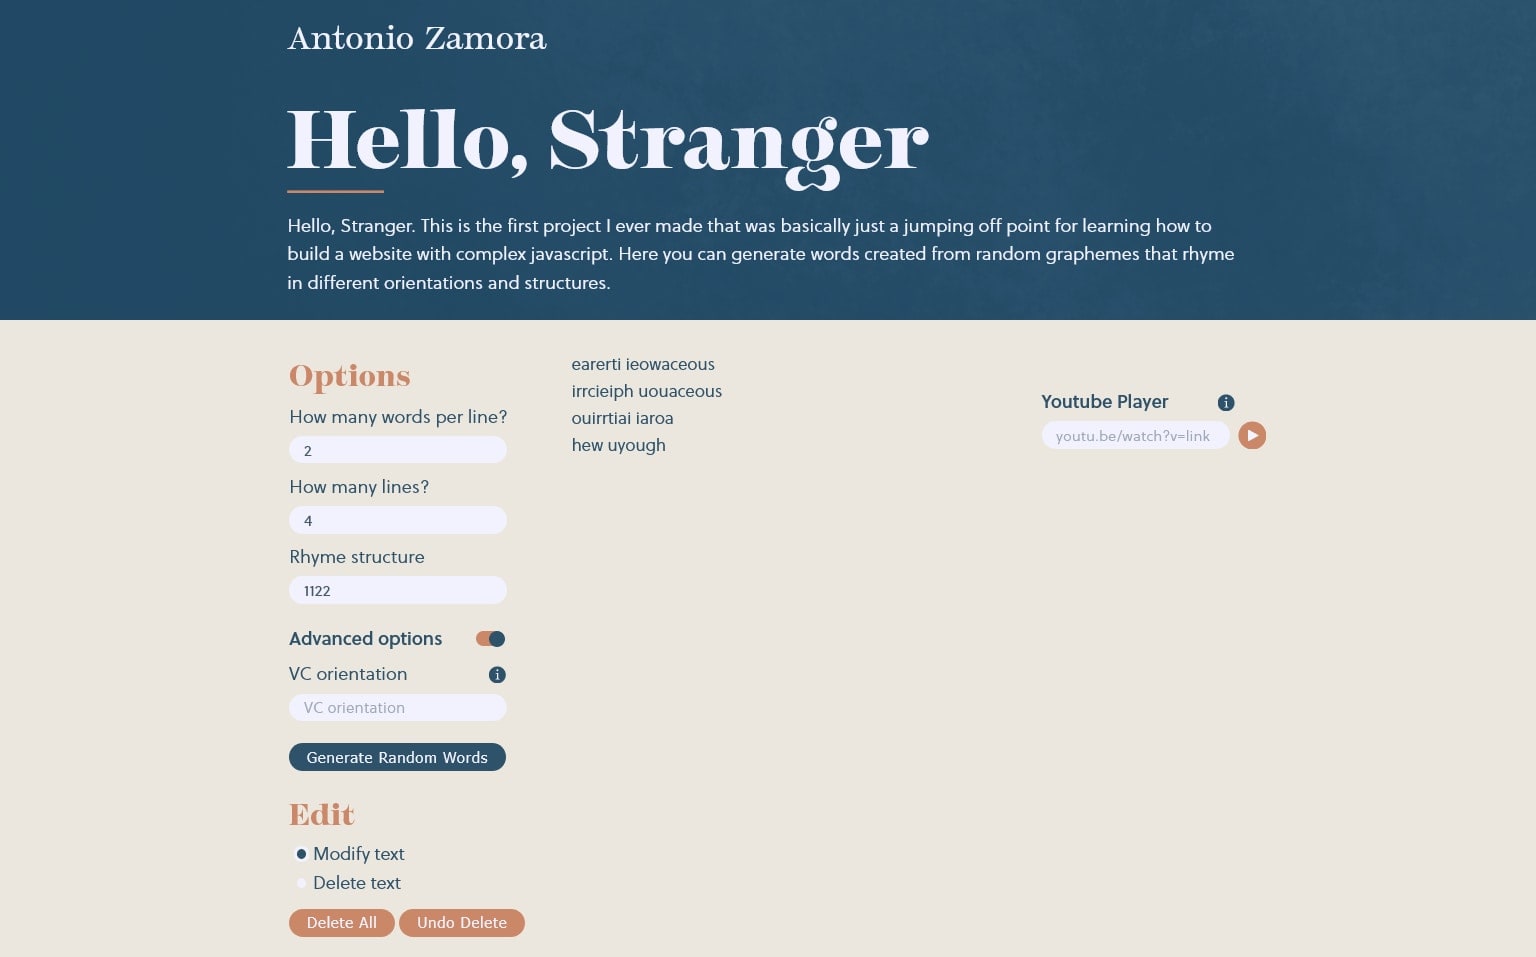 Antonio Zamora
Hello, Stranger
Hello, Stranger. This is the first project I ever made that was basically just a jumping off point for learning how to
build a website with complex javascript. Here you can generate words created from random graphemes that rhyme
in different orientations and structures.
Options
How many words per line?
2
How many lines?
4
Rhyme structure
1122
Advanced options
VC orientation
i
VC orientation
Generate Random Words
Edit
Modify text
Delete text
Delete All
Undo Delete
earerti ieowaceous
irrcieiph uouaceous
ouirrtiai iaroa
hew uyough
Youtube Player
i
youtu.be/watch?v=link